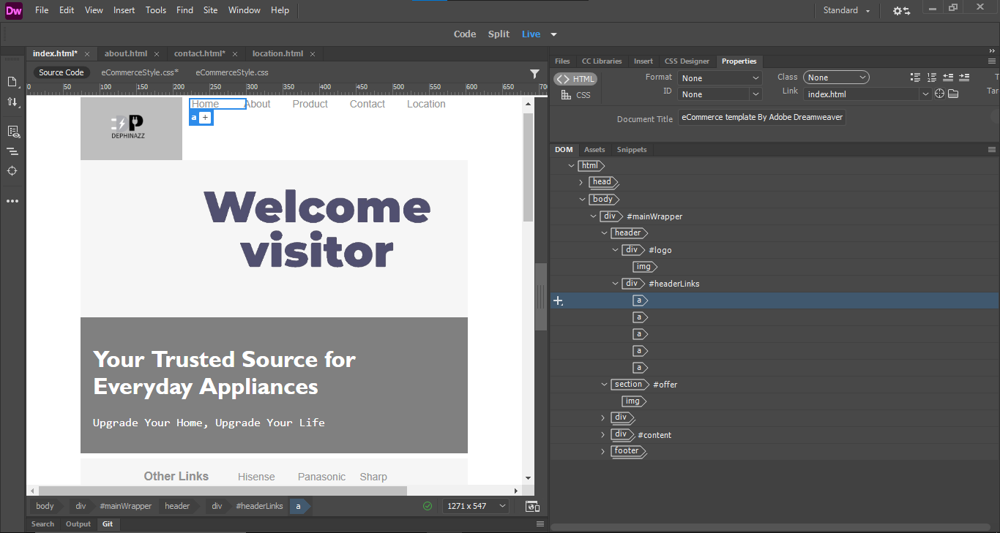 Dw File Edit View Insert Tools Find Site Window Help Standard
Code Split Live
index.html* about.html contact.html* location.html
Source Code eCommerceStyle.css* eCommerceStyle.css
0 50 100 150 200 250 300 350 400 450 500 550 600 650 700
Home About Product Contact Location
a +
DEPHINAZZ
Welcome
visitor
Your Trusted Source for
Everyday Appliances
Upgrade Your Home, Upgrade Your Life
Other Links Hisense Panasonic Sharp
body div #mainWrapper header div #headerLinks a 1271 x 547
Search Output Git
Files CC Libraries Insert CSS Designer Properties
HTML Format None Class None T
CSS ID None Link index.html Tar
Document Title eCommerce template By Adobe Dreamweaver
DOM Assets Snippets
html
head
body
div #mainWrapper
header
div #logo
img
div #headerLinks
a
a
a
a
a
section #offer
img
div
div #content
footer